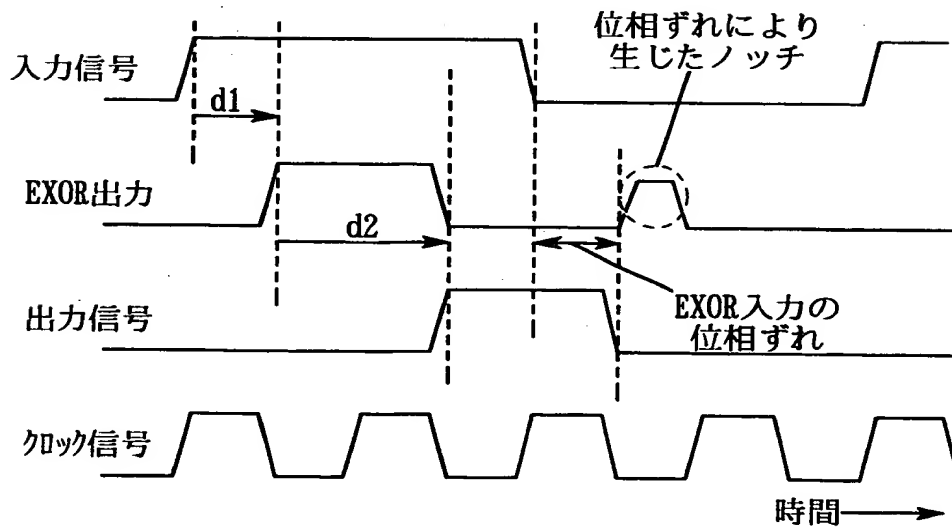 位相ずれにより
生じたノッチ
入力信号
d1
EXOR出力
d2
EXOR入力の
位相ずれ
出力信号
クロック信号
時間